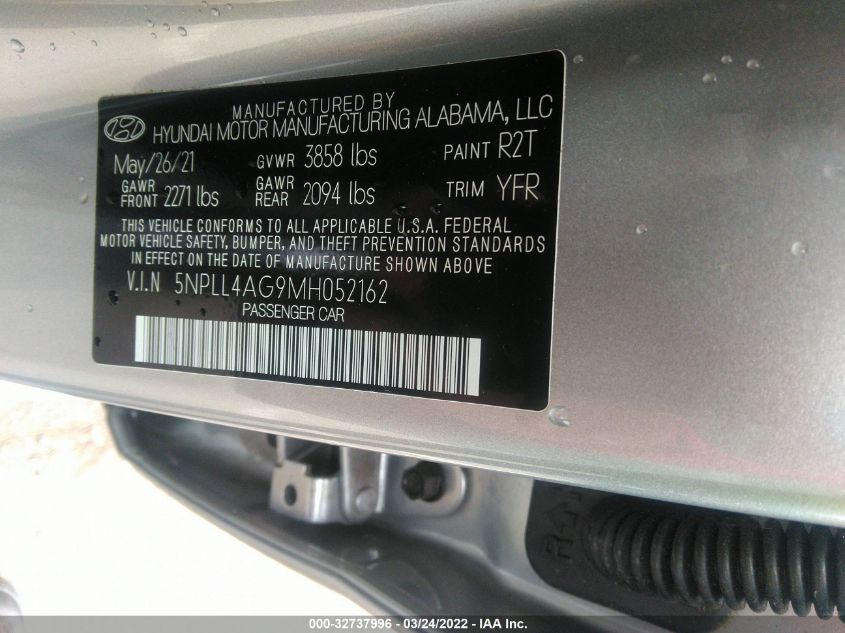 MANUFACTURED BY
HYUNDAI MOTOR MANUFACTURING ALABAMA, LLC
May/26/21 GVWR 3858 lbs PAINT R2T
GAWR FRONT 2271 lbs GAWR REAR 2094 lbs TRIM YFR
THIS VEHICLE CONFORMS TO ALL APPLICABLE U.S.A. FEDERAL
MOTOR VEHICLE SAFETY, BUMPER, AND THEFT PREVENTION STANDARDS
IN EFFECT ON THE DATE OF MANUFACTURE SHOWN ABOVE
V.I.N 5NPLL4AG9MH052162
PASSENGER CAR
R
000-32737996 - 03/24/2022 - IAA Inc.